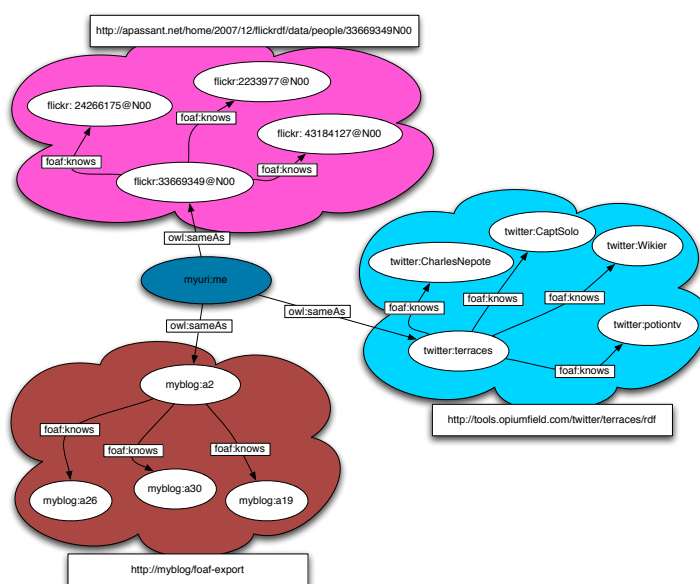 http://apassant.net/home/2007/12/flickrdf/data/people/33669349N00
flickr:2233977@N00
flickr: 24266175@N00
foaf:knows
flickr: 43184127@N00
foaf:knows
foaf:knows
flickr:33669349@N00
owl:sameAs
myuri:me
owl:sameAs
owl:sameAs
twitter:CaptSolo
twitter:Wikier
twitter:CharlesNepote
foaf:knows
foaf:knows
foaf:knows
twitter:potiontv
twitter:terraces
foaf:knows
http://tools.opiumfield.com/twitter/terraces/rdf
myblog:a2
foaf:knows
foaf:knows
foaf:knows
myblog:a26
myblog:a30
myblog:a19
http://myblog/foaf-export